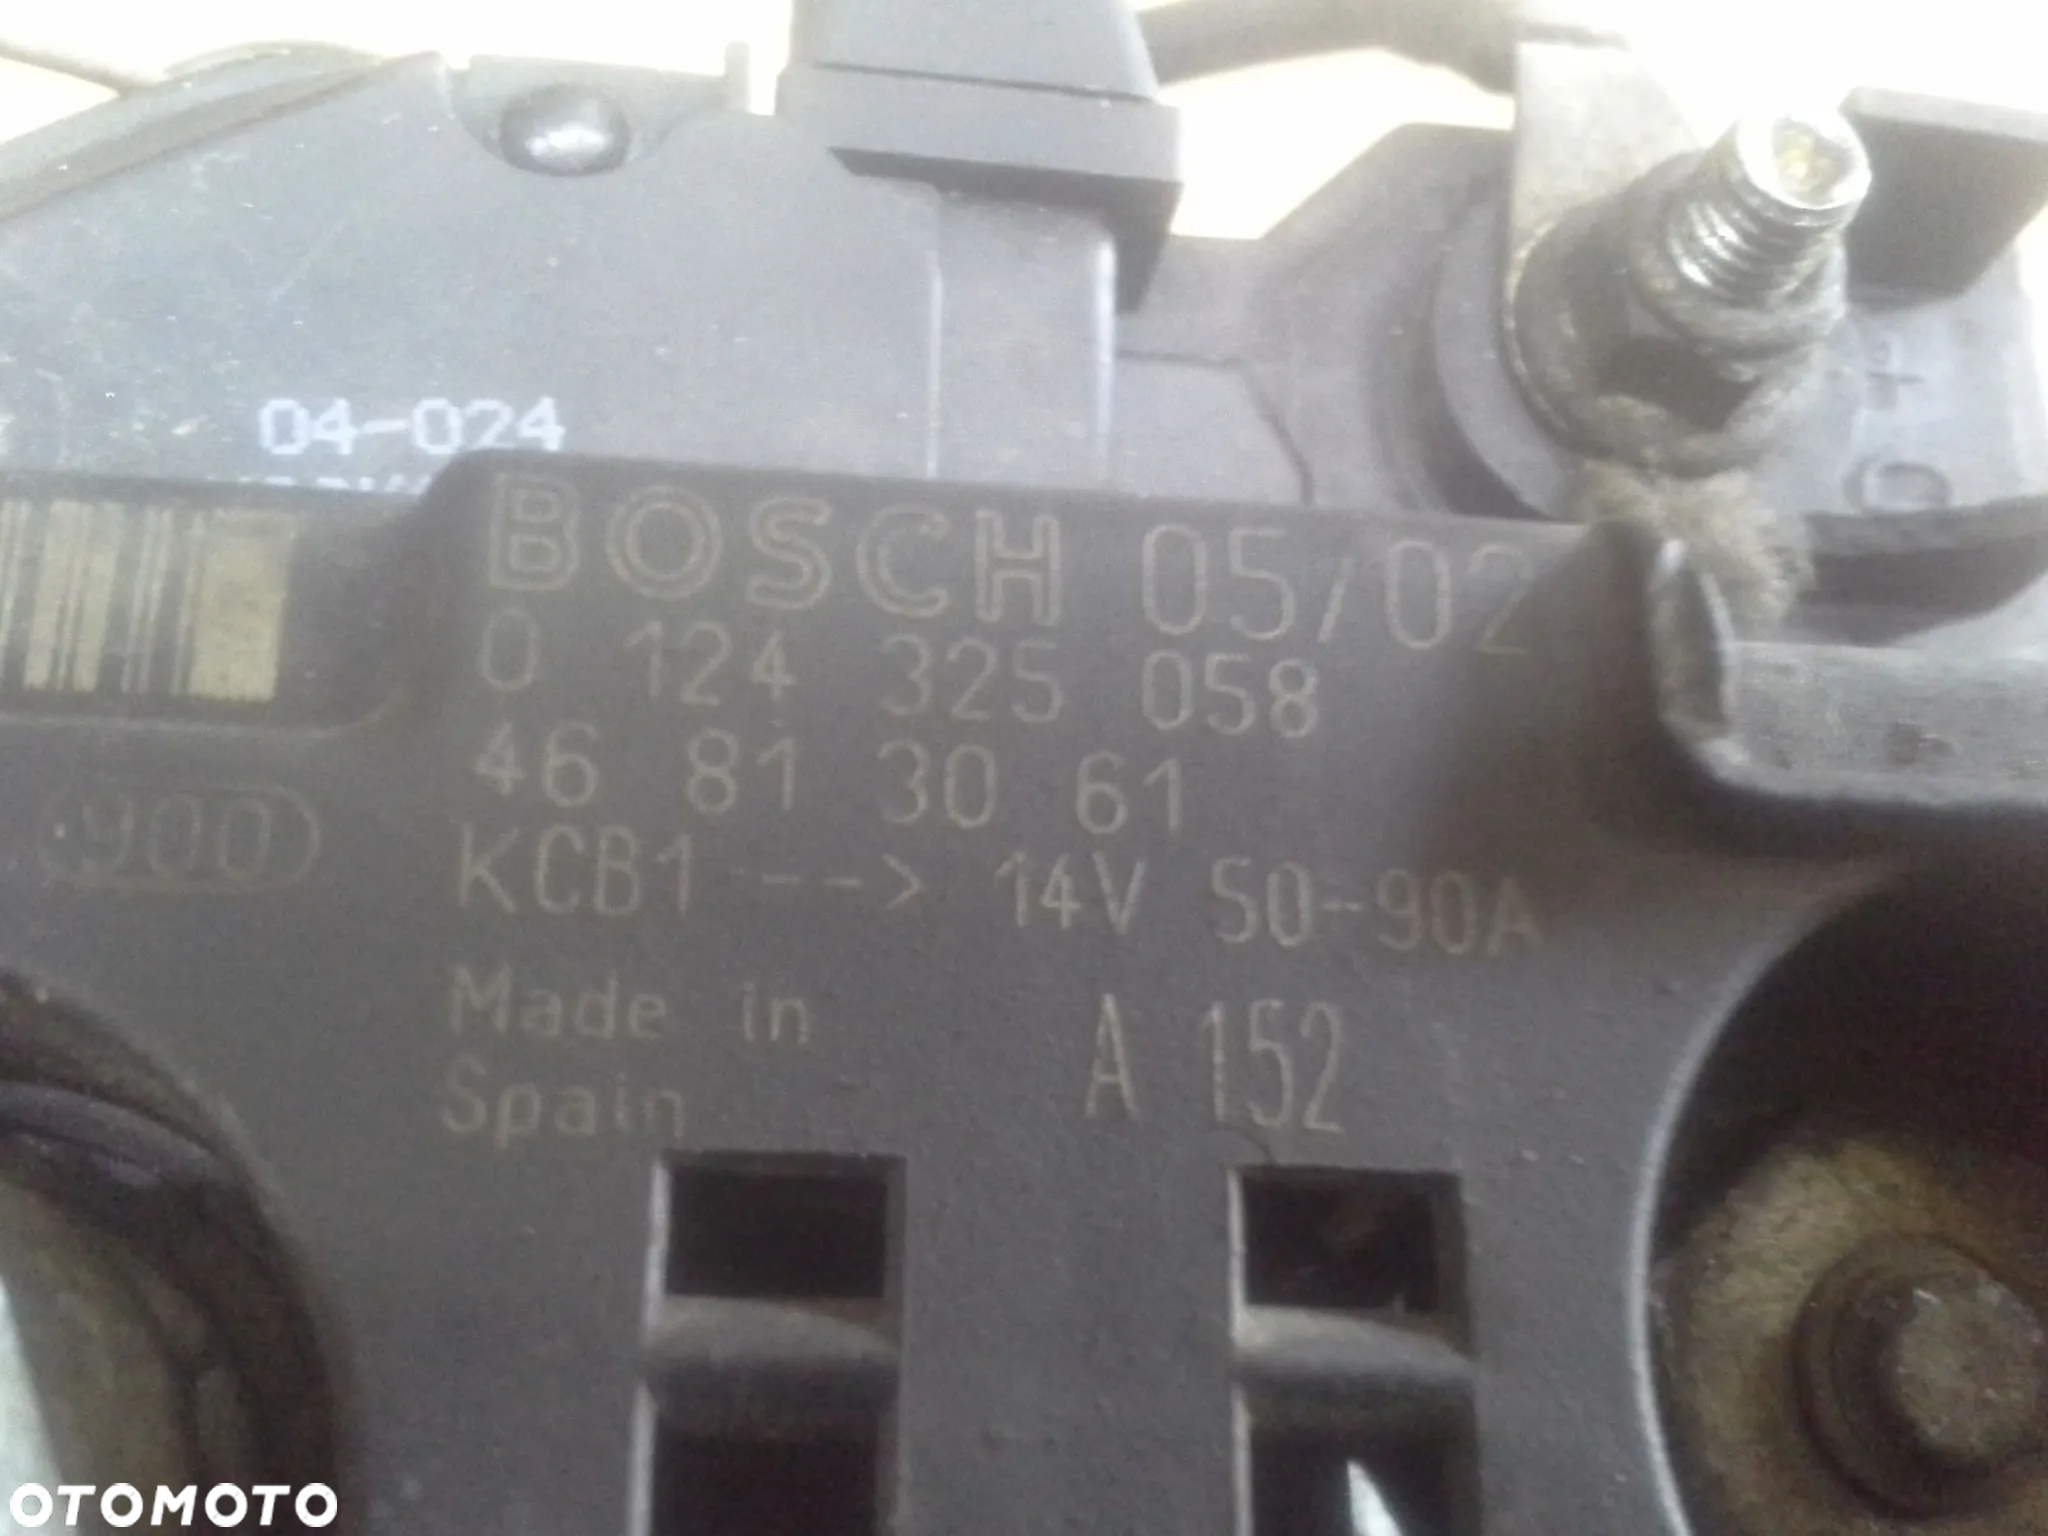 04-024
BOSCH 05/02
0 124 325 058
46 81 30 61
900
KCB1 --> 14V 50-90A
Made in
Spain
A 152
+
OTOMOTO